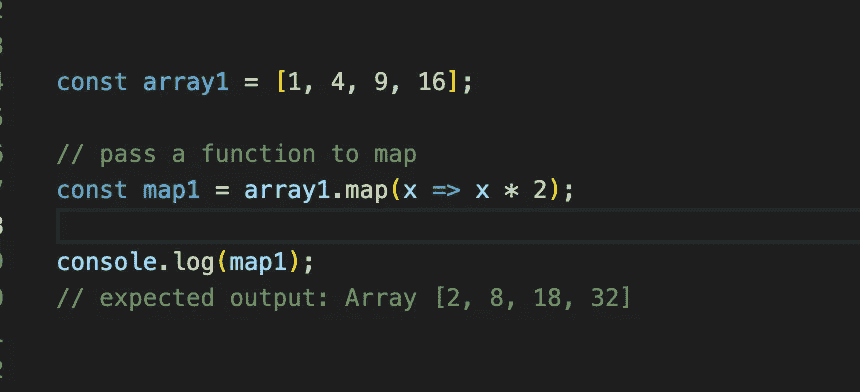 const array1 = [1, 4, 9, 16];
// pass a function to map
const map1 = array1.map(x => x * 2);
console.log(map1);
// expected output: Array [2, 8, 18, 32]